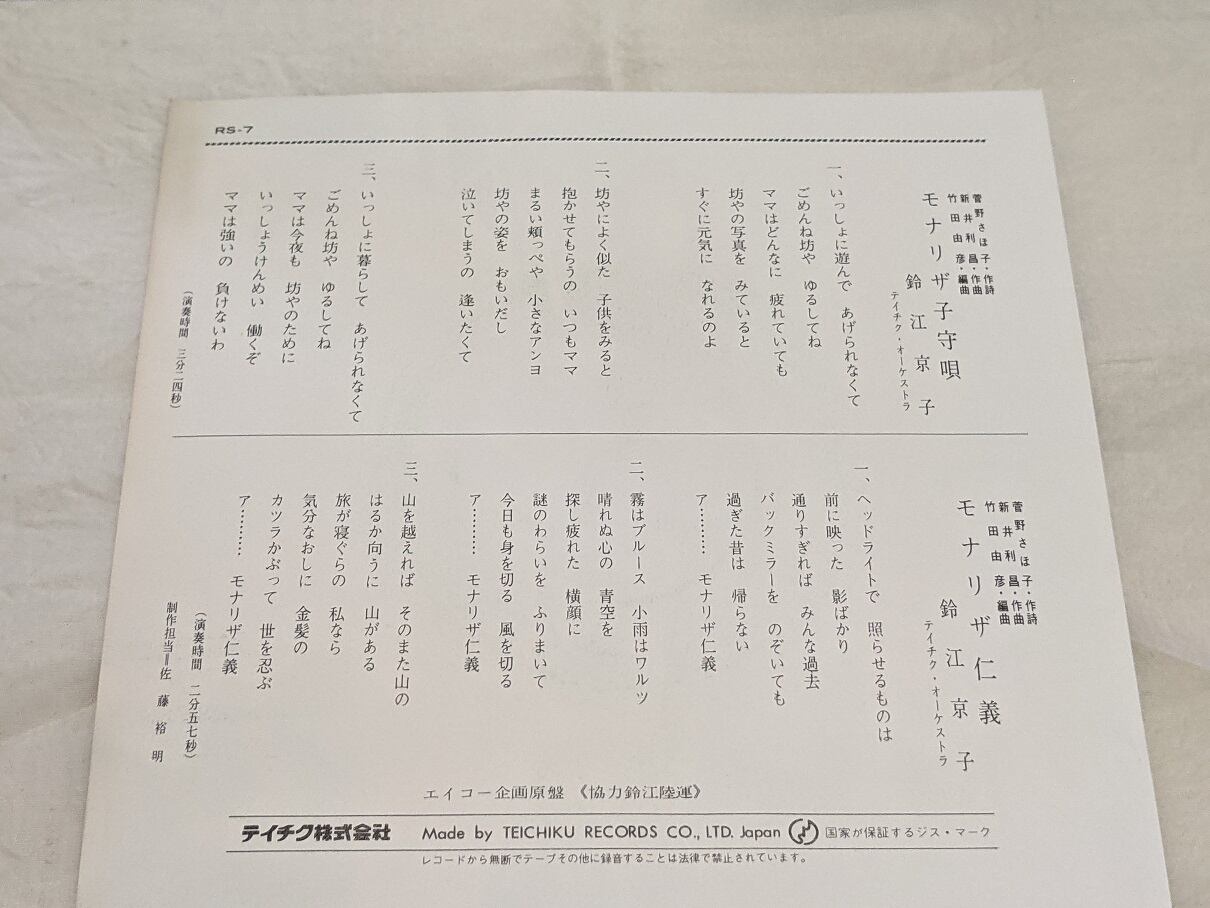 RS-7
菅野さほ子・作詩
新井利昌・作曲
竹田由彦・編曲
モナリザ子守唄
鈴江京子
テイチク・オーケストラ
一、いっしょに遊んで　あげられなくて
ごめんね坊や　ゆるしてね
ママはどんなに　疲れていても
坊やの写真を　みていると
すぐに元気に　なれるのよ
二、坊やによく似た　子供をみると
抱かせてもらうの　いつもママ
まるい頬っぺや　小さなアンヨ
坊やの姿を　おもいだし
泣いてしまうの　逢いたくて
三、いっしょに暮らして　あげられなくて
ごめんね坊や　ゆるしてね
ママは今夜も　坊やのために
いっしょうけんめい　働くぞ
ママは強いの　負けないわ
（演奏時間　三分二四秒）
菅野さほ子・作詩
新井利昌・作曲
竹田由彦・編曲
モナリザ仁義
鈴江京子
テイチク・オーケストラ
一、ヘッドライトで　照らせるものは
前に映った　影ばかり
通りすぎれば　みんな過去
バックミラーを　のぞいても
過ぎた昔は　帰らない
ア………　モナリザ仁義
二、霧はブルース　小雨はワルツ
晴れぬ心の　青空を
探し疲れた　横顔に
謎のわらいを　ふりまいて
今日も身を切る　風を切る
ア………　モナリザ仁義
三、山を越えれば　そのまた山の
はるか向うに　山がある
旅が寝ぐらの　私なら
気分なおしに　金髪の
カツラかぶって　世を忍ぶ
ア………　モナリザ仁義
（演奏時間　二分五七秒）
制作担当＝佐藤裕明
エイコー企画原盤　《協力鈴江陸運》
テイチク株式会社　Made by TEICHIKU RECORDS CO., LTD. Japan　国家が保証するジス・マーク
レコードから無断でテープその他に録音することは法律で禁止されています。